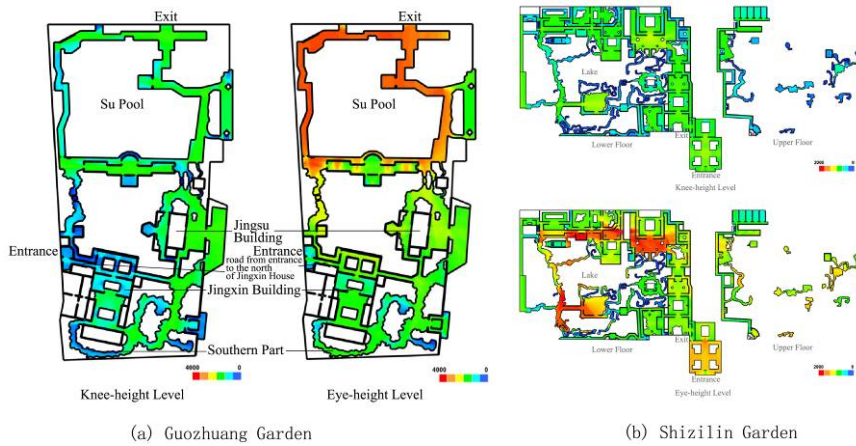 Exit
Su Pool
Entrance
Knee-height Level
4000 0
Exit
Su Pool
Jingsu
Building
Entrance
road from entrance
to the north
of Jingxin House
Jingxin Building
Southern Part
Eye-height Level
4000 0
(a) Guozhuang Garden
Lake
Lower Floor
Exit
Entrance
Knee-height Level
Upper Floor
2000 0
Lake
Lower Floor
Exit
Entrance
Eye-height Level
Upper Floor
2000 0
(b) Shizilin Garden